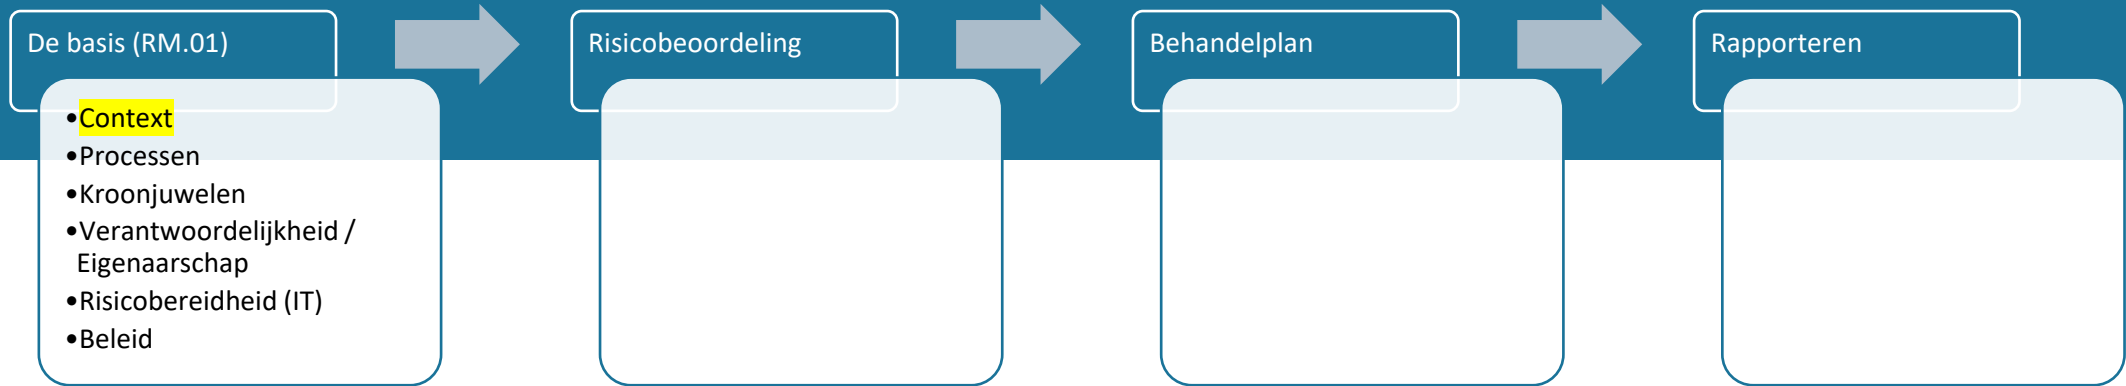 De basis (RM.01)
Risicobeoordeling
Behandelplan
Rapporteren
•Context
•Processen
•Kroonjuwelen
•Verantwoordelijkheid /
Eigenaarschap
•Risicobereidheid (IT)
•Beleid